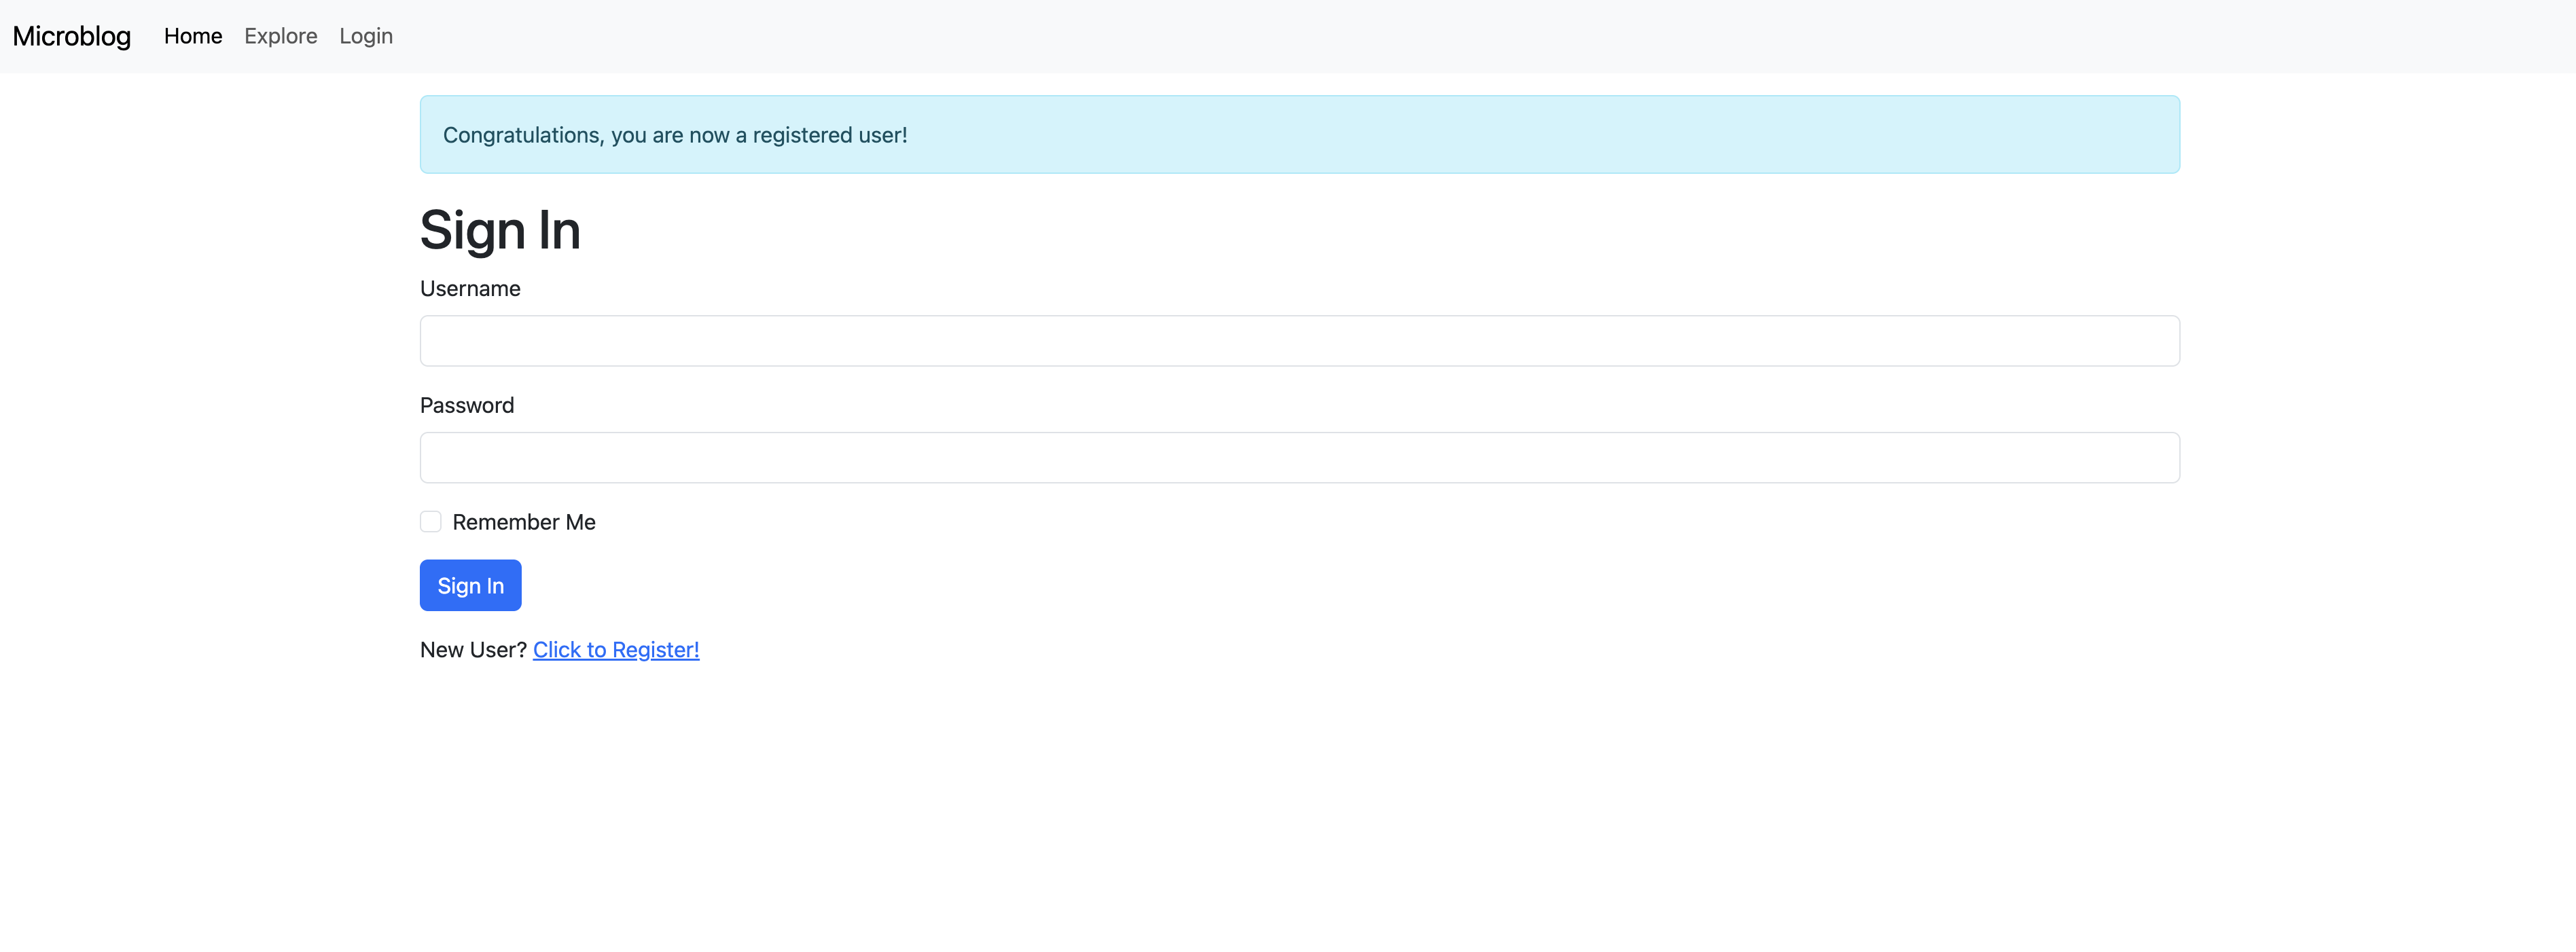 Microblog Home Explore Login
Congratulations, you are now a registered user!
Sign In
Username
Password
Remember Me
Sign In
New User? Click to Register!